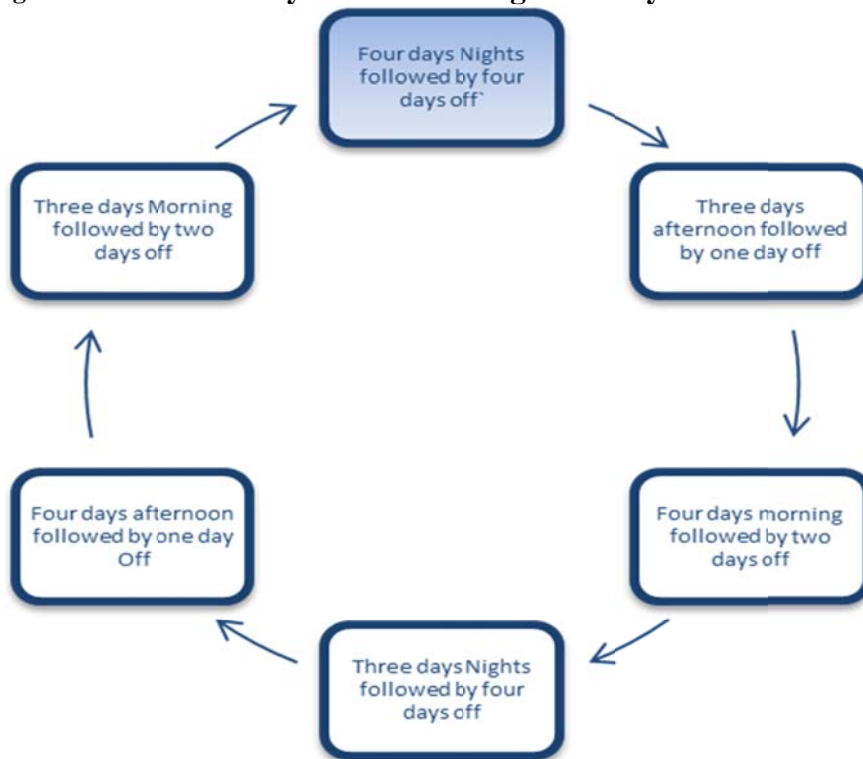 Four days Nights
followed by four
days off`
Three days
afternoon followed
by one day off
Four days morning
followed by two
days off
Three days Nights
followed by four
days off
Four days afternoon
followed by one day
Off
Three days Morning
followed by two
days off